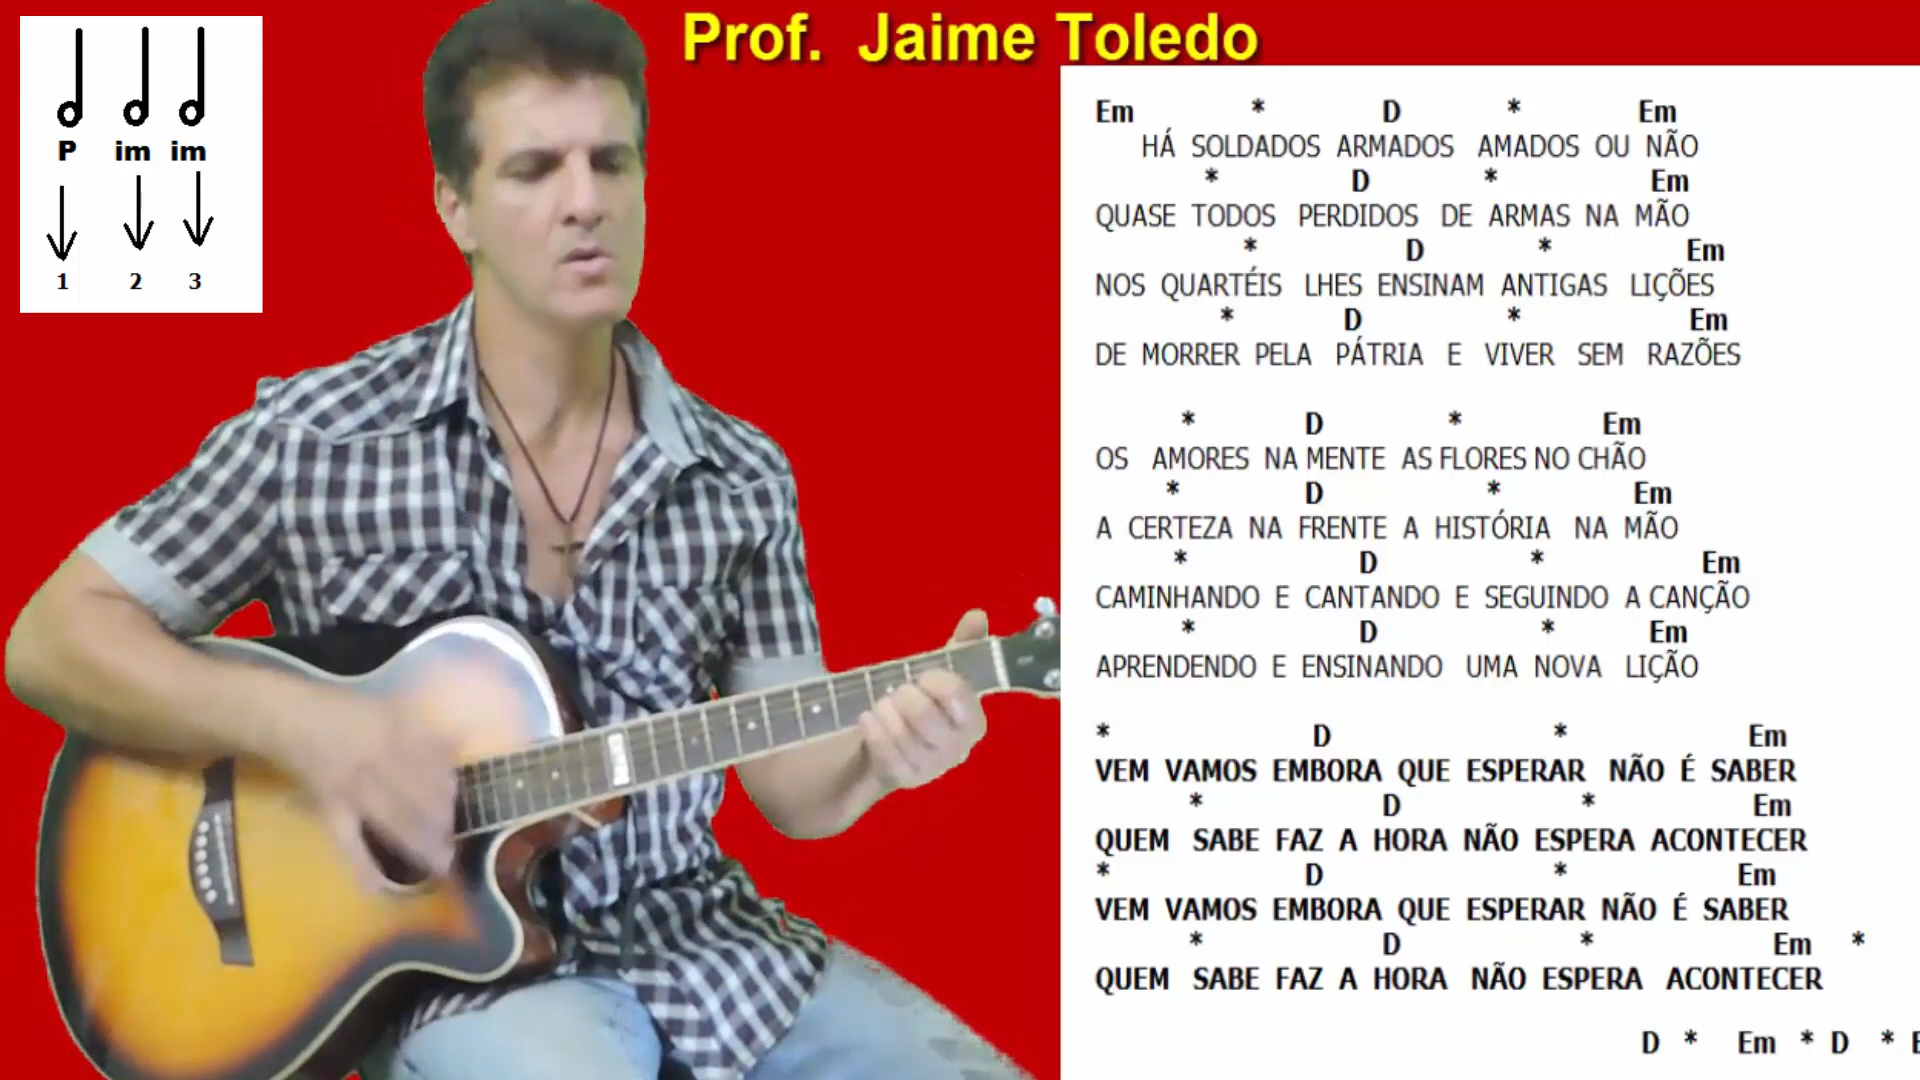 Prof. Jaime Toledo
P im im
1 2 3
Em * D * Em
HÁ SOLDADOS ARMADOS AMADOS OU NÃO
* D * Em
QUASE TODOS PERDIDOS DE ARMAS NA MÃO
* D * Em
NOS QUARTÉIS LHES ENSINAM ANTIGAS LIÇÕES
* D * Em
DE MORRER PELA PÁTRIA E VIVER SEM RAZÕES
* D * Em
OS AMORES NA MENTE AS FLORES NO CHÃO
* D * Em
A CERTEZA NA FRENTE A HISTÓRIA NA MÃO
* D * Em
CAMINHANDO E CANTANDO E SEGUINDO A CANÇÃO
* D * Em
APRENDENDO E ENSINANDO UMA NOVA LIÇÃO
* D * Em
VEM VAMOS EMBORA QUE ESPERAR NÃO É SABER
* D * Em
QUEM SABE FAZ A HORA NÃO ESPERA ACONTECER
* D * Em
VEM VAMOS EMBORA QUE ESPERAR NÃO É SABER
* D * Em *
QUEM SABE FAZ A HORA NÃO ESPERA ACONTECER
D * Em * D *